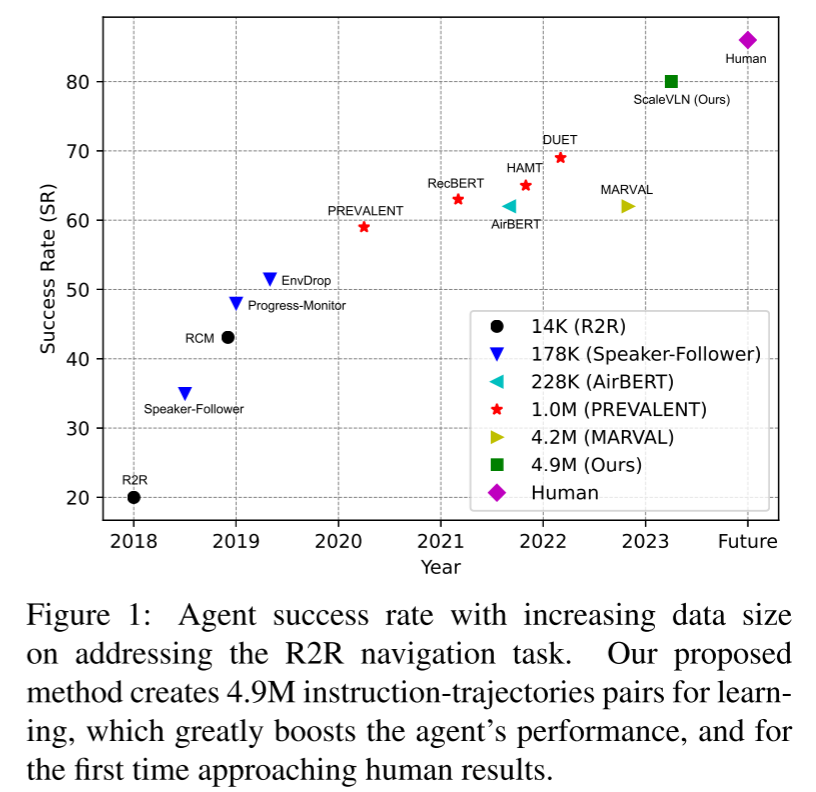 Human
80
ScaleVLN (Ours)
DUET
70
HAMT
RecBERT
MARVAL
PREVALENT
60
AirBERT
Success Rate (SR)
EnvDrop
50
Progress-Monitor
RCM
40
Speaker-Follower
30
R2R
20
14K (R2R)
178K (Speaker-Follower)
228K (AirBERT)
1.0M (PREVALENT)
4.2M (MARVAL)
4.9M (Ours)
Human
2018 2019 2020 2021 2022 2023 Future
Year
Figure 1: Agent success rate with increasing data size
on addressing the R2R navigation task. Our proposed
method creates 4.9M instruction-trajectories pairs for learn-
ing, which greatly boosts the agent's performance, and for
the first time approaching human results.